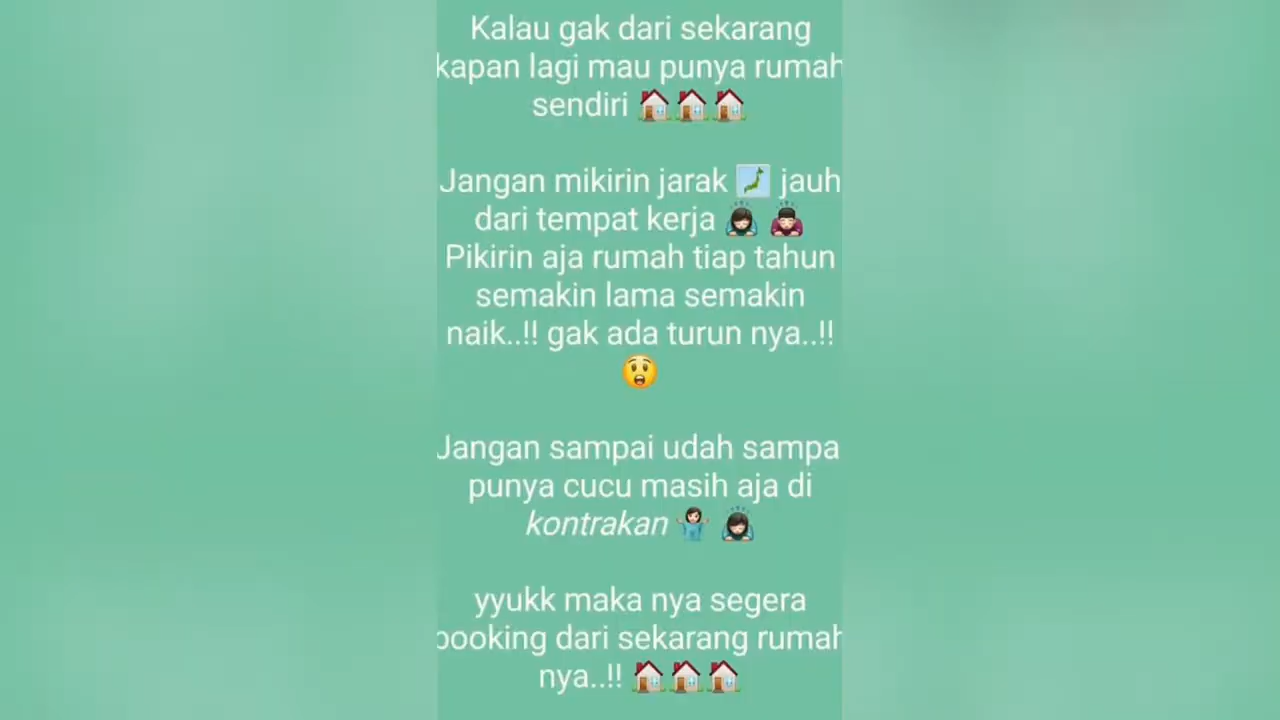 Kalau gak dari sekarang
kapan lagi mau punya rumah
sendiri 🏠🏠🏠
Jangan mikirin jarak 🗾 jauh
dari tempat kerja 🙇‍♀️ 🙇‍♂️
Pikirin aja rumah tiap tahun
semakin lama semakin
naik..!! gak ada turun nya..!!
😲
Jangan sampai udah sampa
punya cucu masih aja di
kontrakan 🤷‍♀️ 🙇‍♀️
yyukk maka nya segera
booking dari sekarang rumah
nya..!! 🏠🏠🏠